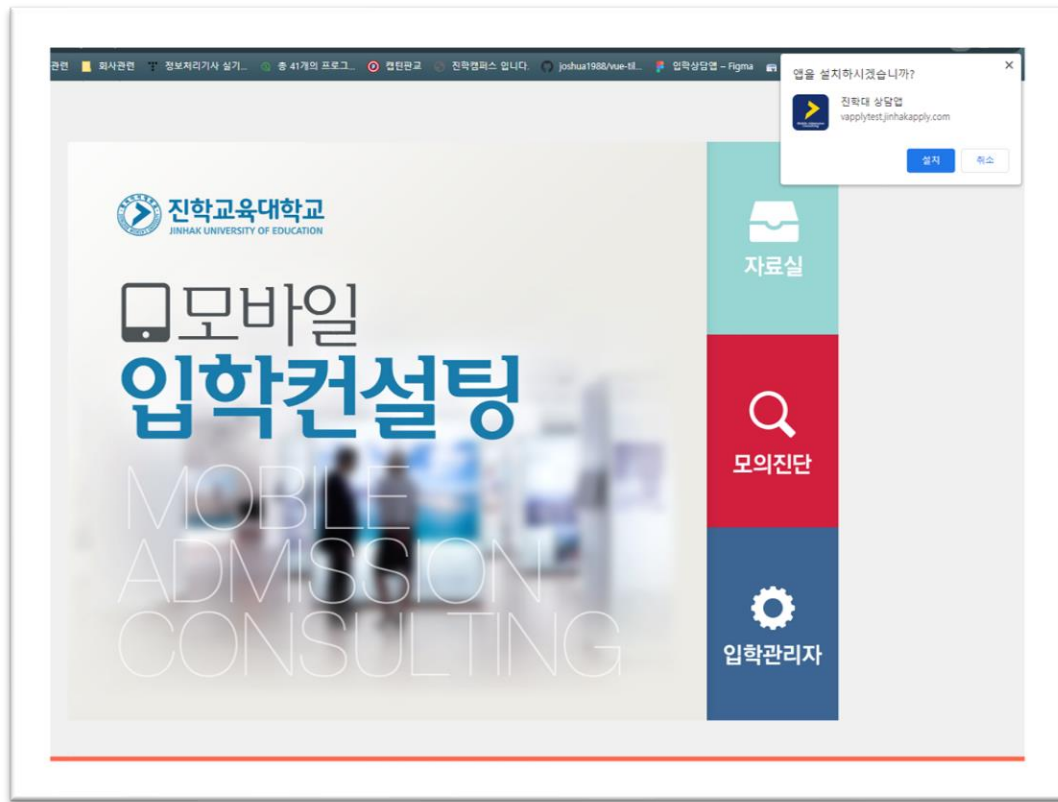 관련 회사관련 정보처리기사 실기... 총 41개의 프로그... 캡틴판교 진학캠퍼스 입니다. joshua1988/vue-til... 입학상담앱 – Figma
앱을 설치하시겠습니까?
진학대 상담앱
vapplytest.jinhakapply.com
설치 취소
진학교육대학교
JINHAK UNIVERSITY OF EDUCATION
모바일
입학컨설팅
MOBILE
ADMISSION
CONSULTING
자료실
모의진단
입학관리자